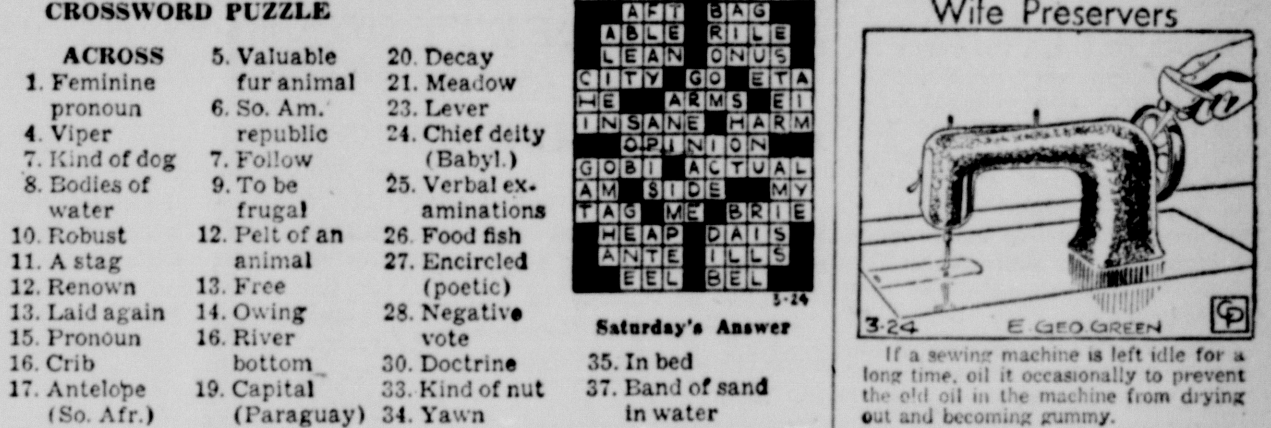 CROSSWORD PUZZLE
ACROSS
1. Feminine
pronoun
4. Viper
7. Kind of dog
8. Bodies of
water
10. Robust
11. A stag
12. Renown
13. Laid again
15. Pronoun
16. Crib
17. Antelope
(So. Afr.)
5. Valuable
fur animal
6. So. Am.
republic
7. Follow
9. To be
frugal
12. Pelt of an
animal
13. Free
14. Owing
16. River
bottom
19. Capital
(Paraguay)
20. Decay
21. Meadow
23. Lever
24. Chief deity
(Babyl.)
25. Verbal ex-
aminations
26. Food fish
27. Encircled
(poetic)
28. Negative
vote
30. Doctrine
33. Kind of nut
34. Yawn
AFT BAG
ABLE RILE
LEAN ONUS
CITY GO ETA
HE ARMS EI
INSANE HARM
OPINION
GOBI ACTUAL
AM SIDE MY
TAG ME BRIE
HEAP DAIS
ANTE ILLS
EEL BEL
3-24
Saturday's Answer
35. In bed
37. Band of sand
in water
Wife Preservers
3-24 E. GEO. GREEN CP
If a sewing machine is left idle for a
long time, oil it occasionally to prevent
the old oil in the machine from drying
out and becoming gummy.